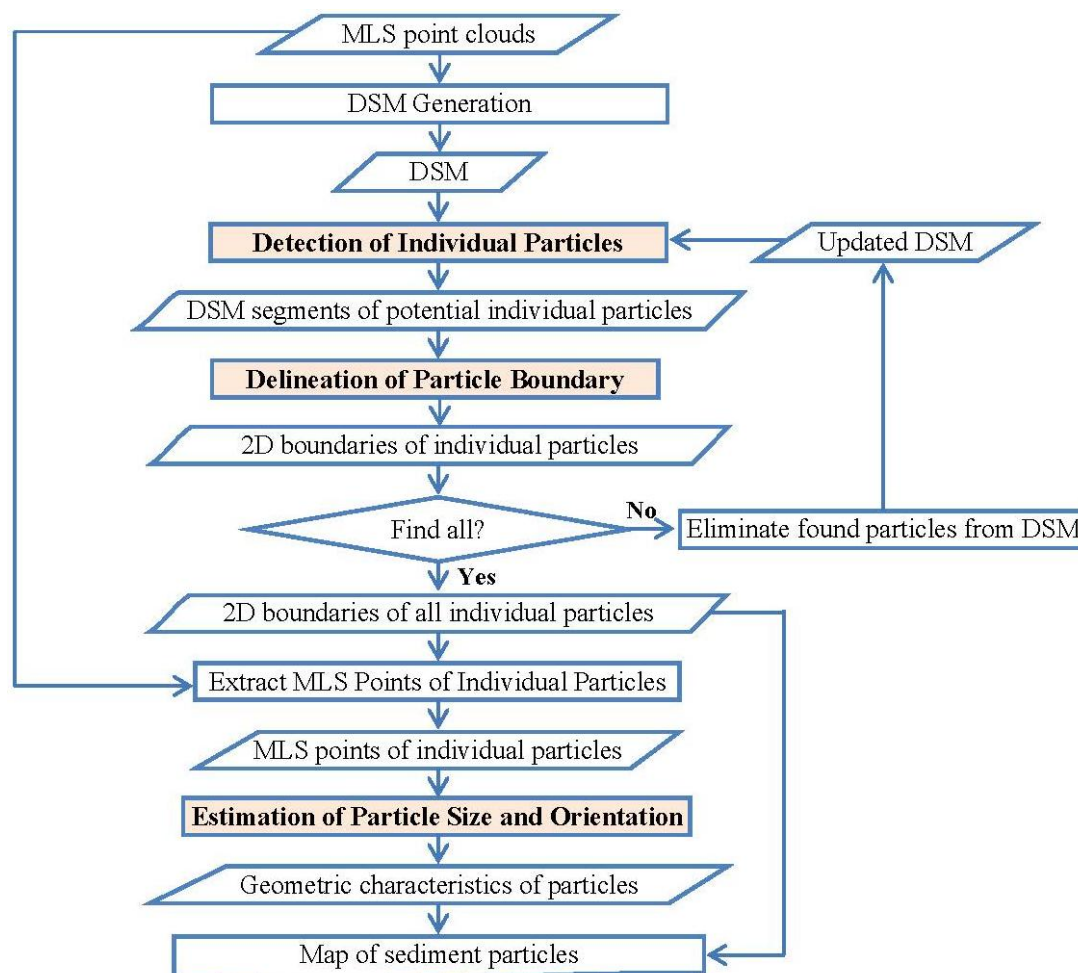 MLS point clouds
DSM Generation
DSM
Detection of Individual Particles
Updated DSM
DSM segments of potential individual particles
Delineation of Particle Boundary
2D boundaries of individual particles
Find all?
No
Eliminate found particles from DSM
Yes
2D boundaries of all individual particles
Extract MLS Points of Individual Particles
MLS points of individual particles
Estimation of Particle Size and Orientation
Geometric characteristics of particles
Map of sediment particles